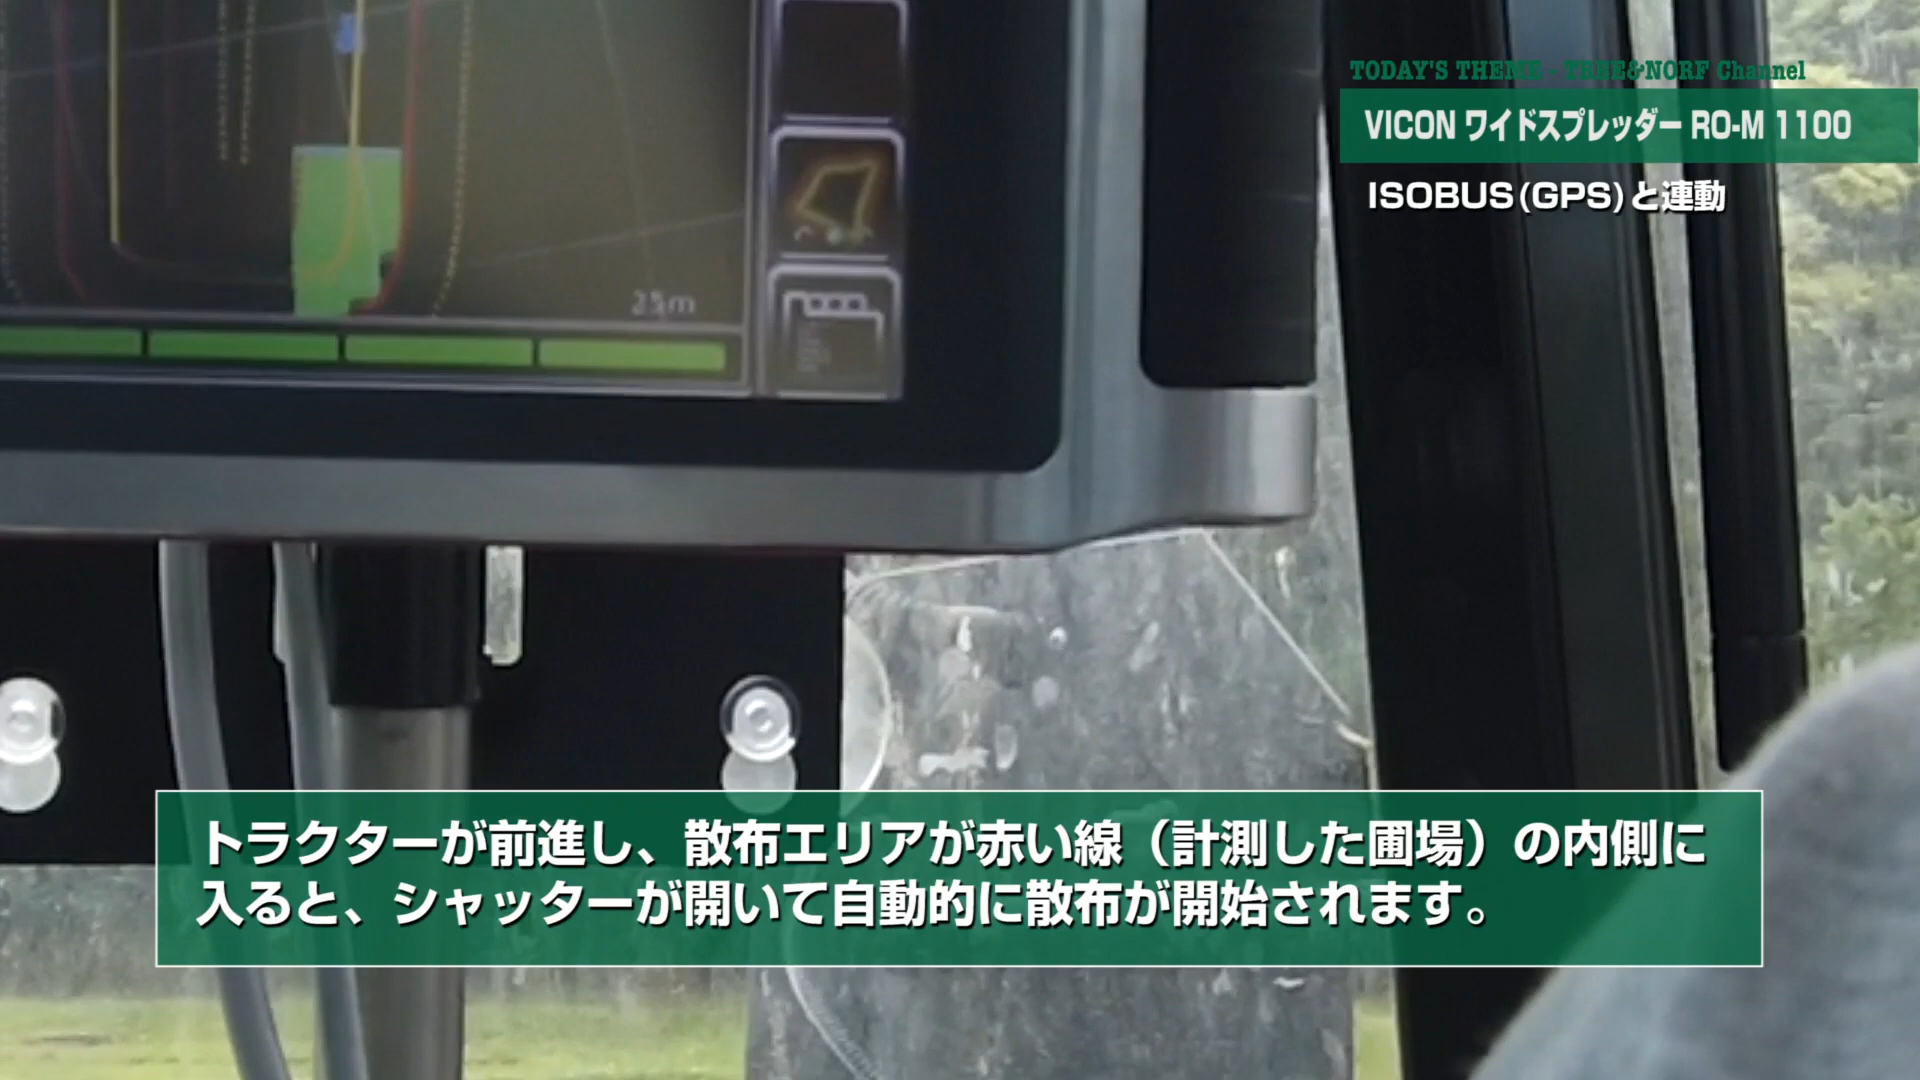 TODAY'S THEME - TREE&NORF Channel
VICON ワイドスプレッダー RO-M 1100
ISOBUS(GPS)と連動
25m
トラクターが前進し、散布エリアが赤い線（計測した圃場）の内側に
入ると、シャッターが開いて自動的に散布が開始されます。